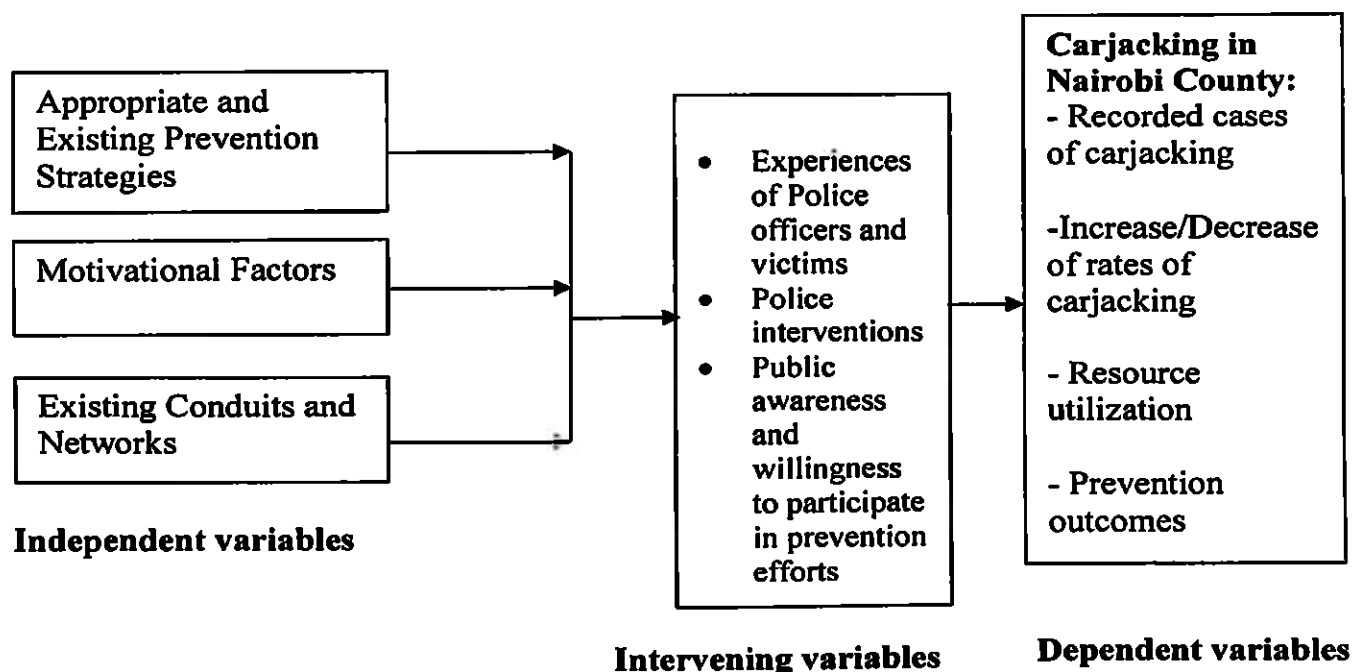 Appropriate and
Existing Prevention
Strategies
Motivational Factors
Existing Conduits and
Networks
Independent variables
• Experiences
of Police
officers and
victims
• Police
interventions
• Public
awareness
and
willingness
to participate
in prevention
efforts
Intervening variables
Carjacking in
Nairobi County:
- Recorded cases
of carjacking
-Increase/Decrease
of rates of
carjacking
- Resource
utilization
- Prevention
outcomes
Dependent variables